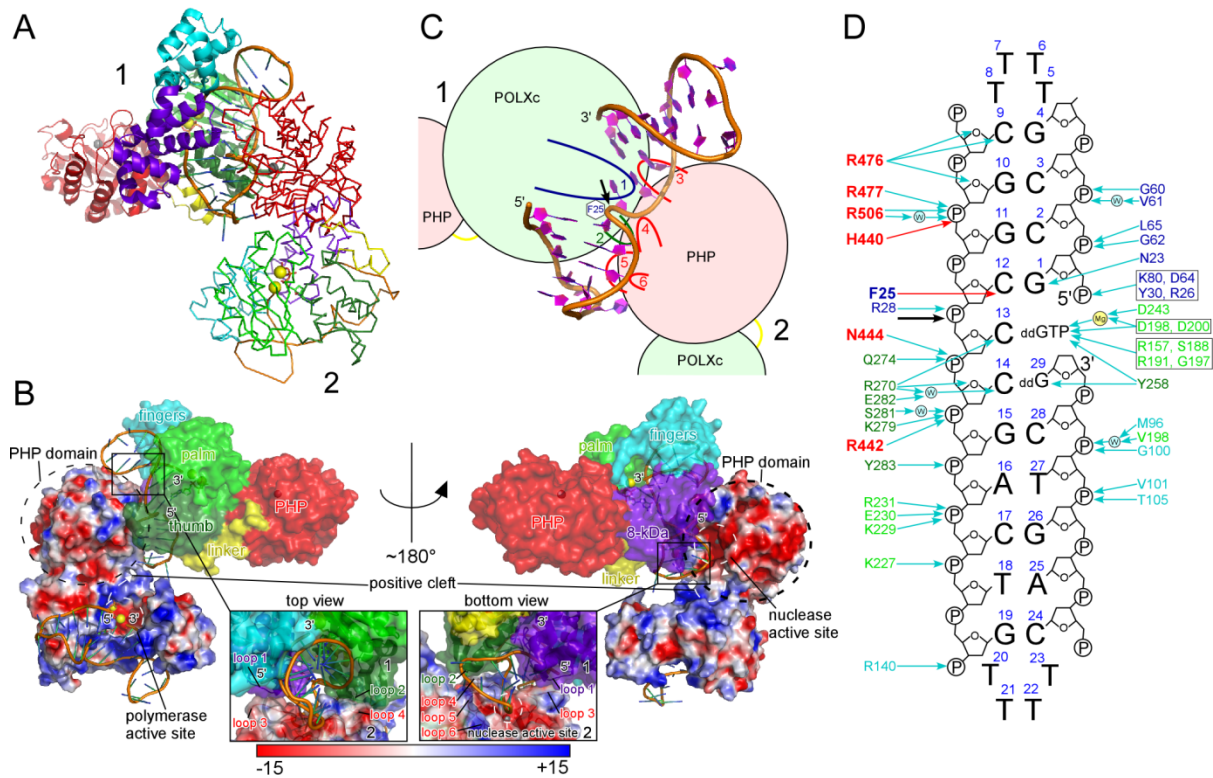 A
1
2
B
fingers
PHP domain
palm
3'
5'
thumb
PHP
linker
~180°
palm
fingers
PHP domain
3'
PHP
8-kDa
5'
linker
positive cleft
nuclease
active site
5'
3'
polymerase
active site
top view
3'
loop 1
5'
1
loop 2
loop 3
loop 4
2
bottom view
3'
5'
1
loop 2
loop 1
loop 4
loop 5
loop 3
loop 6
nuclease active site
2
-15
+15
C
1
POLXc
3'
1
3
5'
F25
2
4
PHP
5
6
PHP
2
POLXc
D
7 6
T T
8 5
T T
9 4
P C G
R476 P
10 3
P G C
R477 P G60
R506 W P W V61
11 2
H440 G C
L65
P P G62
12 1 N23
C G
F25 5' P K80, D64
R28 P Y30, R26
13 D243
C ddGTP Mg D198, D200
N444 R157, S188
Q274 P R191, G197
14 29 3'
R270 C ddG Y258
E282 W
S281 W P P
K279
15 28 M96
R442 G C W V198
P P G100
Y283
16 27
A T V101
R231 P P T105
E230
K229 17 26
C G
K227 P P
18 25
T A
P P
19 24
G C
R140 P P
20 23
T T
21 22
T T